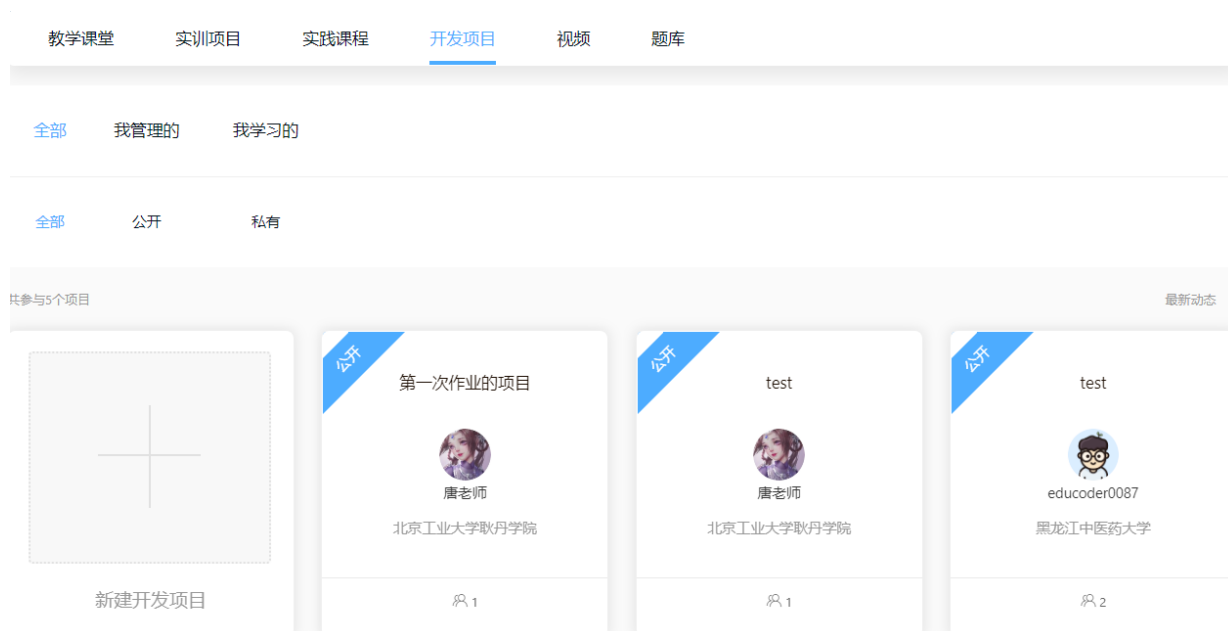 教学课堂 实训项目 实践课程 开发项目 视频 题库
全部 我管理的 我学习的
全部 公开 私有
共参与5个项目 最新动态
公开 公开 公开
第一次作业的项目 test test
唐老师 唐老师 educoder0087
北京工业大学耿丹学院 北京工业大学耿丹学院 黑龙江中医药大学
新建开发项目 1 1 2